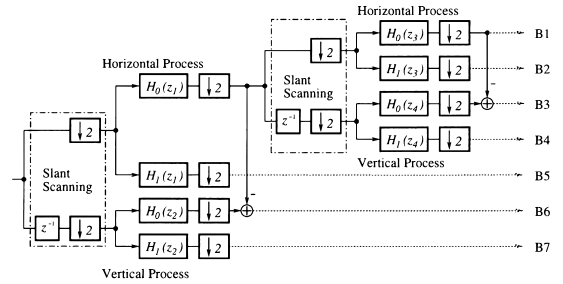 Horizontal Process
↓2 H₀(z₃) ↓2 B1
Horizontal Process
Slant
Scanning
H₁(z₃) ↓2 B2
H₀(z₁) ↓2
z⁻¹ ↓2 H₀(z₄) ↓2 - B3
↓2
H₁(z₄) ↓2 B4
Vertical Process
Slant
Scanning
H₁(z₁) ↓2 B5
z⁻¹ ↓2 H₀(z₂) ↓2 - B6
H₁(z₂) ↓2 B7
Vertical Process